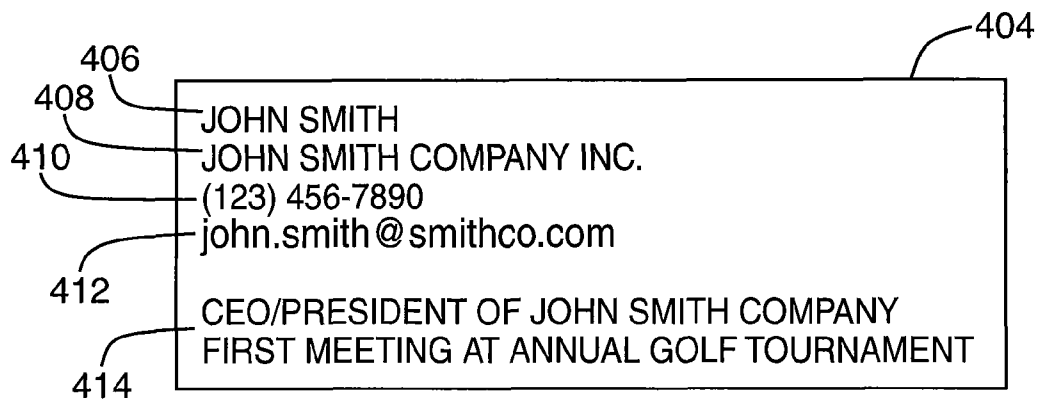 404
406
JOHN SMITH
408
JOHN SMITH COMPANY INC.
410
(123) 456-7890
john.smith@smithco.com
412
CEO/PRESIDENT OF JOHN SMITH COMPANY
FIRST MEETING AT ANNUAL GOLF TOURNAMENT
414